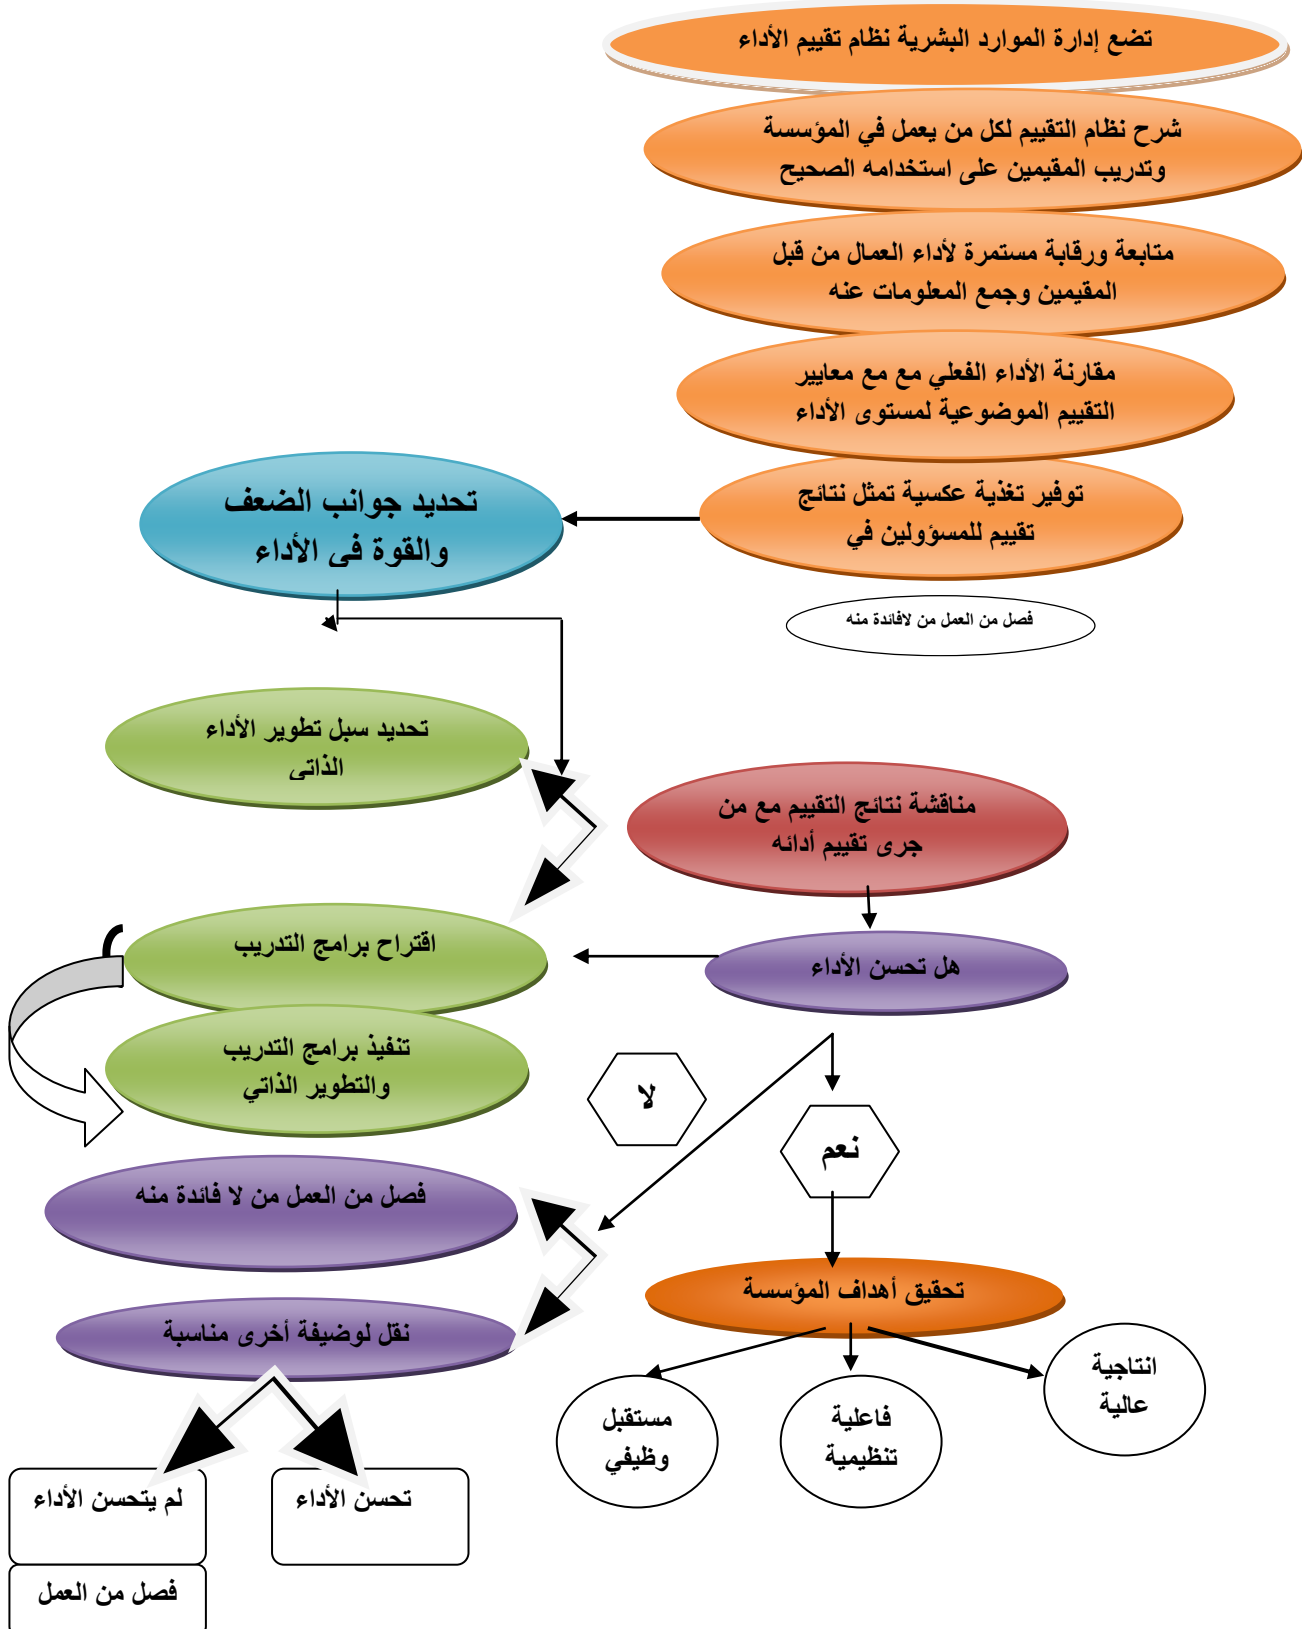 تضع إدارة الموارد البشرية نظام تقييم الأداء
شرح نظام التقييم لكل من يعمل في المؤسسة
وتدريب المقيمين على استخدامه الصحيح
متابعة ورقابة مستمرة لأداء العمال من قبل
المقيمين وجمع المعلومات عنه
مقارنة الأداء الفعلي مع مع معايير
التقييم الموضوعية لمستوى الأداء
توفير تغذية عكسية تمثل نتائج
تقييم للمسؤولين في
تحديد جوانب الضعف
والقوة في الأداء
فصل من العمل من لافائدة منه
تحديد سبل تطوير الأداء
الذاتي
مناقشة نتائج التقييم مع من
جرى تقييم أدائه
اقتراح برامج التدريب
هل تحسن الأداء
تنفيذ برامج التدريب
والتطوير الذاتي
لا
نعم
فصل من العمل من لا فائدة منه
تحقيق أهداف المؤسسة
نقل لوضيفة أخرى مناسبة
انتاجية
عالية
فاعلية
تنظيمية
مستقبل
وظيفي
تحسن الأداء
لم يتحسن الأداء
فصل من العمل